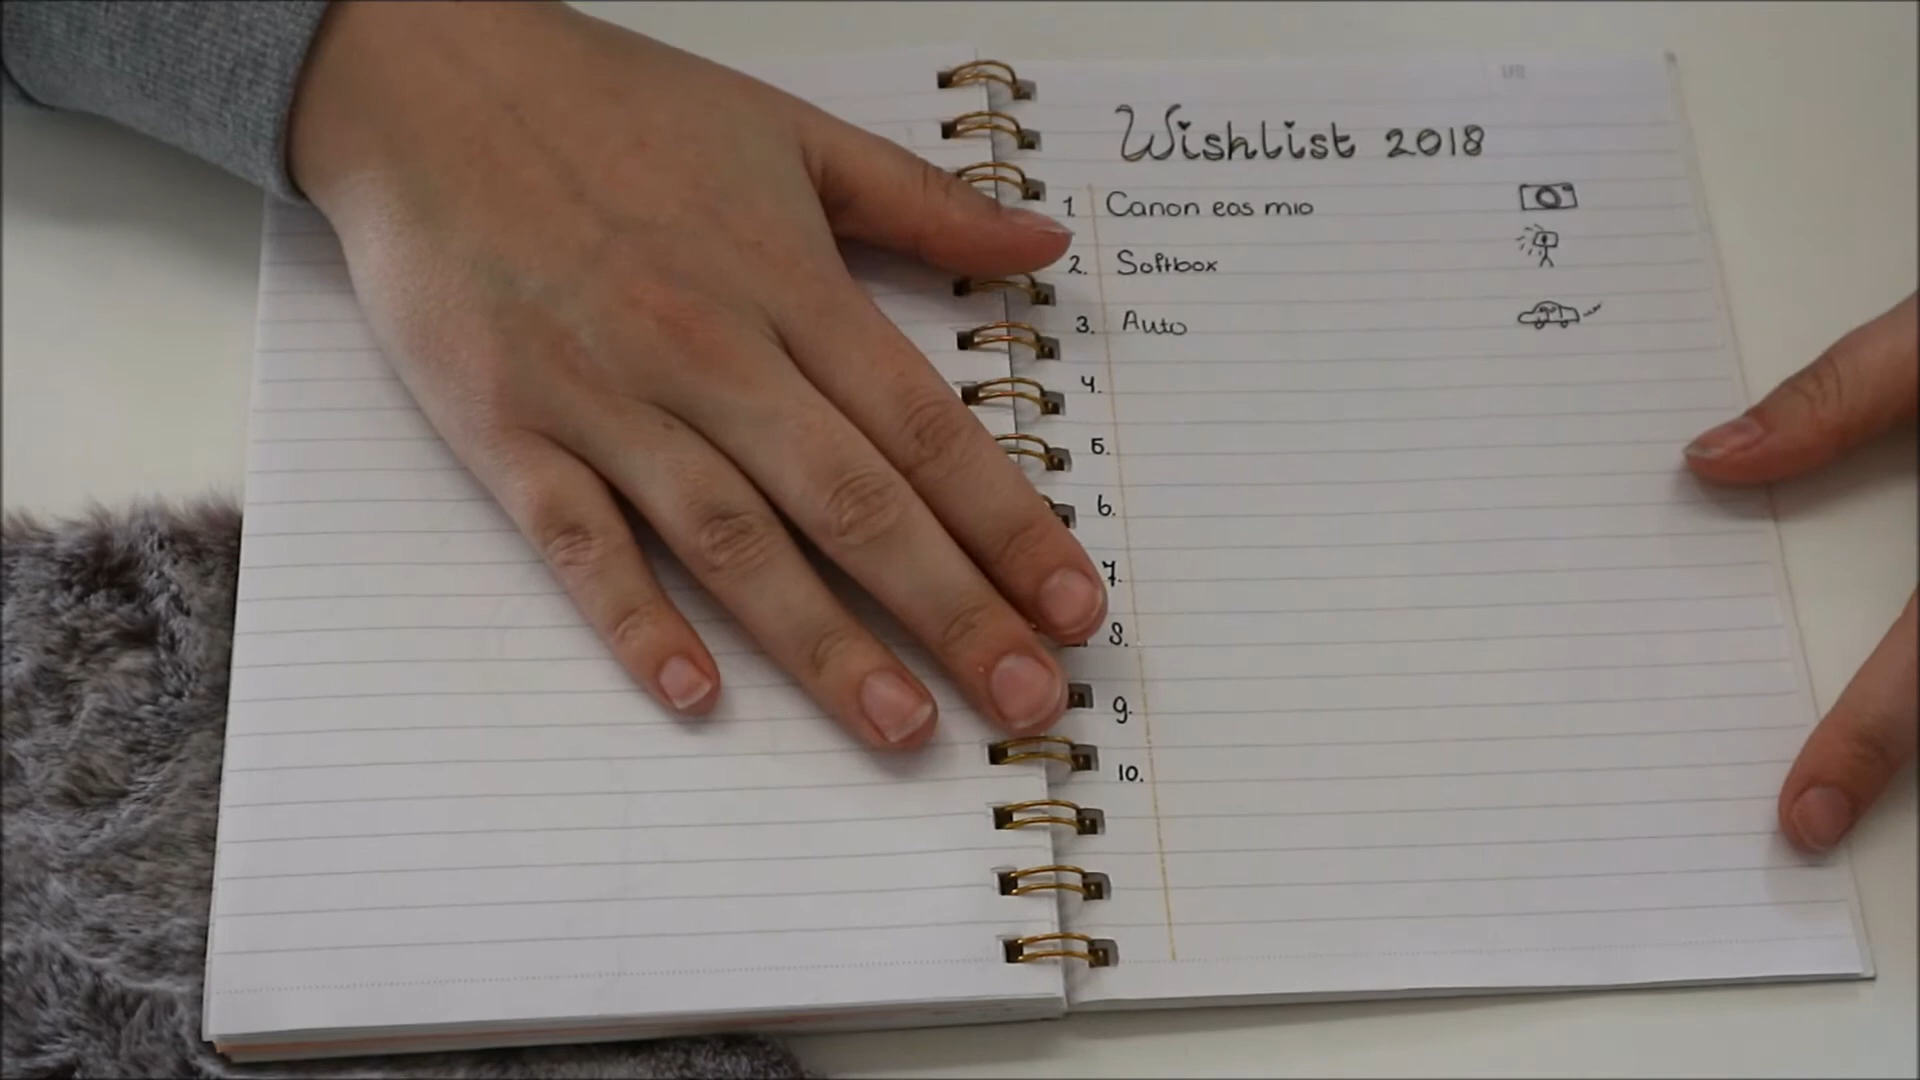 Wishlist 2018
1. Canon eos m10
2. Softbox
3. Auto
4.
5.
6.
7.
8.
9.
10.